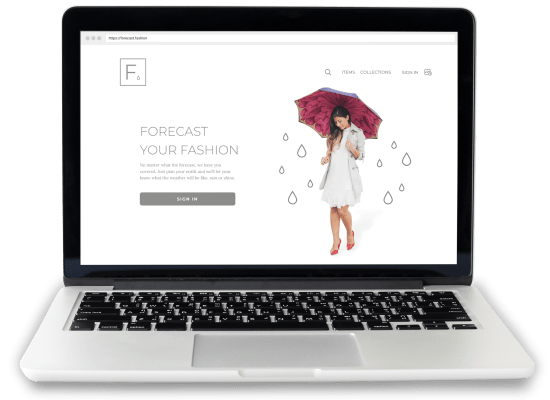 https://forecast.fashion
F
ITEMS COLLECTIONS SIGN IN
FORECAST
YOUR FASHION
No matter what the forecast, we have you
covered. Just plan your outfit and we'll let your
know what the weather will be like, rain or shine
SIGN IN